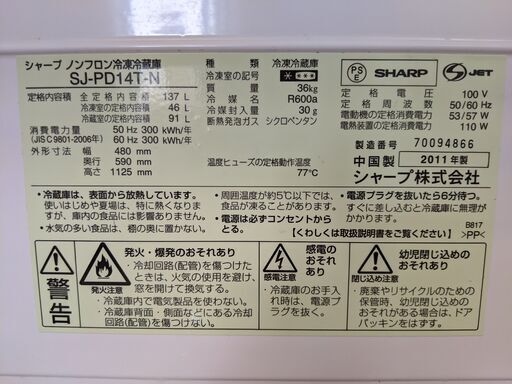 シャープ ノンフロン冷凍冷蔵庫
SJ-PD14T-N
定格内容積 全定格内容積 137 L
冷凍室の定格内容積 46 L
冷蔵室の定格内容積 91 L
消費電力量 50 Hz 300 kWh/年
(JIS C 9801-2006年) 60 Hz 300 kWh/年
外形寸法 幅 480 mm
奥行 590 mm
高さ 1125 mm
種類 冷凍冷蔵庫
冷凍室の記号
質量 36kg
冷媒 R600a
冷媒封入量 30 g
断熱発泡ガス シクロペンタン
温度ヒューズの定格動作温度
77℃
PS
E
SHARP
S JET
定格電圧 100 V
定格周波数 50/60 Hz
電動機の定格消費電力 53/57 W
電熱装置の定格消費電力 110 W
製造番号 70094866
中国製 2011年製
シャープ株式会社
・冷蔵庫は、表面から放熱しています。
使いはじめや夏場は、特に熱くなりま
すが、庫内の食品には影響はありません。
・水気の多い食品は、棚の奥に置かない。
・周囲温度が約5℃以下では、
食品が凍ることがあります。
・電源は必ずコンセントから
とる。
・電源プラグを抜いたら、6分以上待つ。
すぐに差し込むと冷蔵庫に無理が
かかります。
【くわしくは取扱説明書をご覧ください】
B817
>PP<
警告
発火注意
発火・爆発のおそれあり
・冷却回路(配管)を傷つけた
ときは、火気の使用を避け、
窓を開けて換気する。
・冷蔵庫内で電気製品を使わない。
・冷蔵庫背面・側面などにある冷却
回路(配管)を傷つけない。
感電注意
感電の
おそれあり
・冷蔵庫のお手
入れ時は、電源
プラグを抜く。
閉じ込め注意
幼児閉じ込めの
おそれあり
・廃棄やリサイクルのための
保管時、幼児閉じ込めの
おそれがある場合は、ドア
パッキンをはずす。